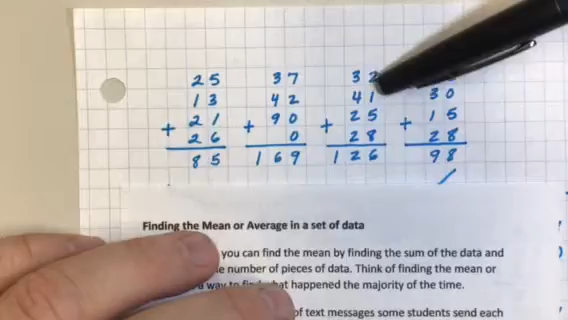 25 37 32
13 42 41 30
21 90 25 15
+ 26 + 0 + 28 + 28
85 169 126 98
Finding the Mean or Average in a set of data
you can find the mean by finding the sum of the data and
number of pieces of data. Think of finding the mean or
a way to hat happened the majority of the time.
of text messages some students send each